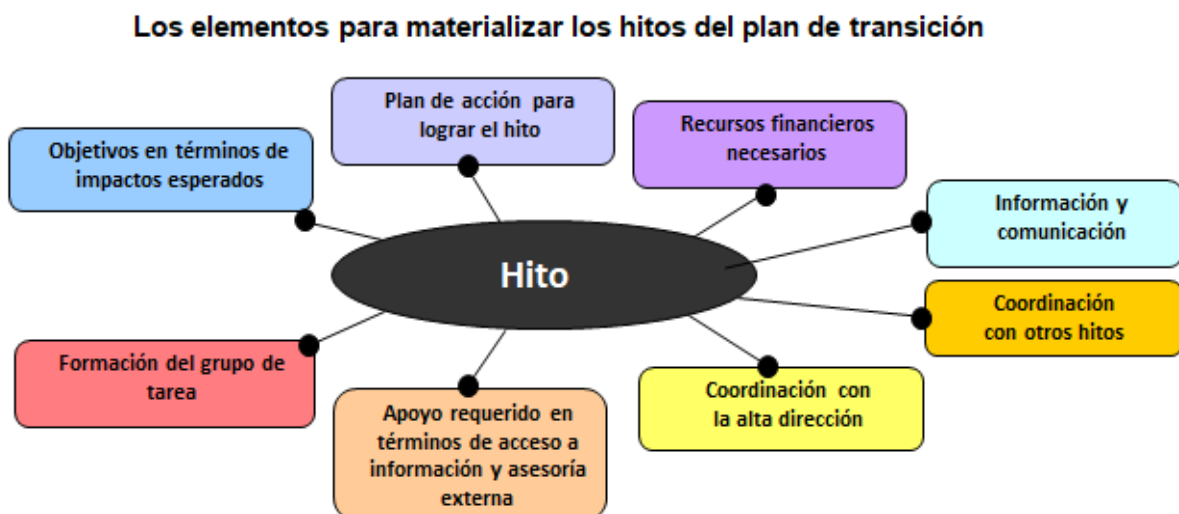 Los elementos para materializar los hitos del plan de transición
Plan de acción para
lograr el hito
Recursos financieros
necesarios
Objetivos en términos de
impactos esperados
Información y
comunicación
Hito
Coordinación
con otros hitos
Formación del grupo de
tarea
Coordinación con
la alta dirección
Apoyo requerido en
términos de acceso a
información y asesoría
externa